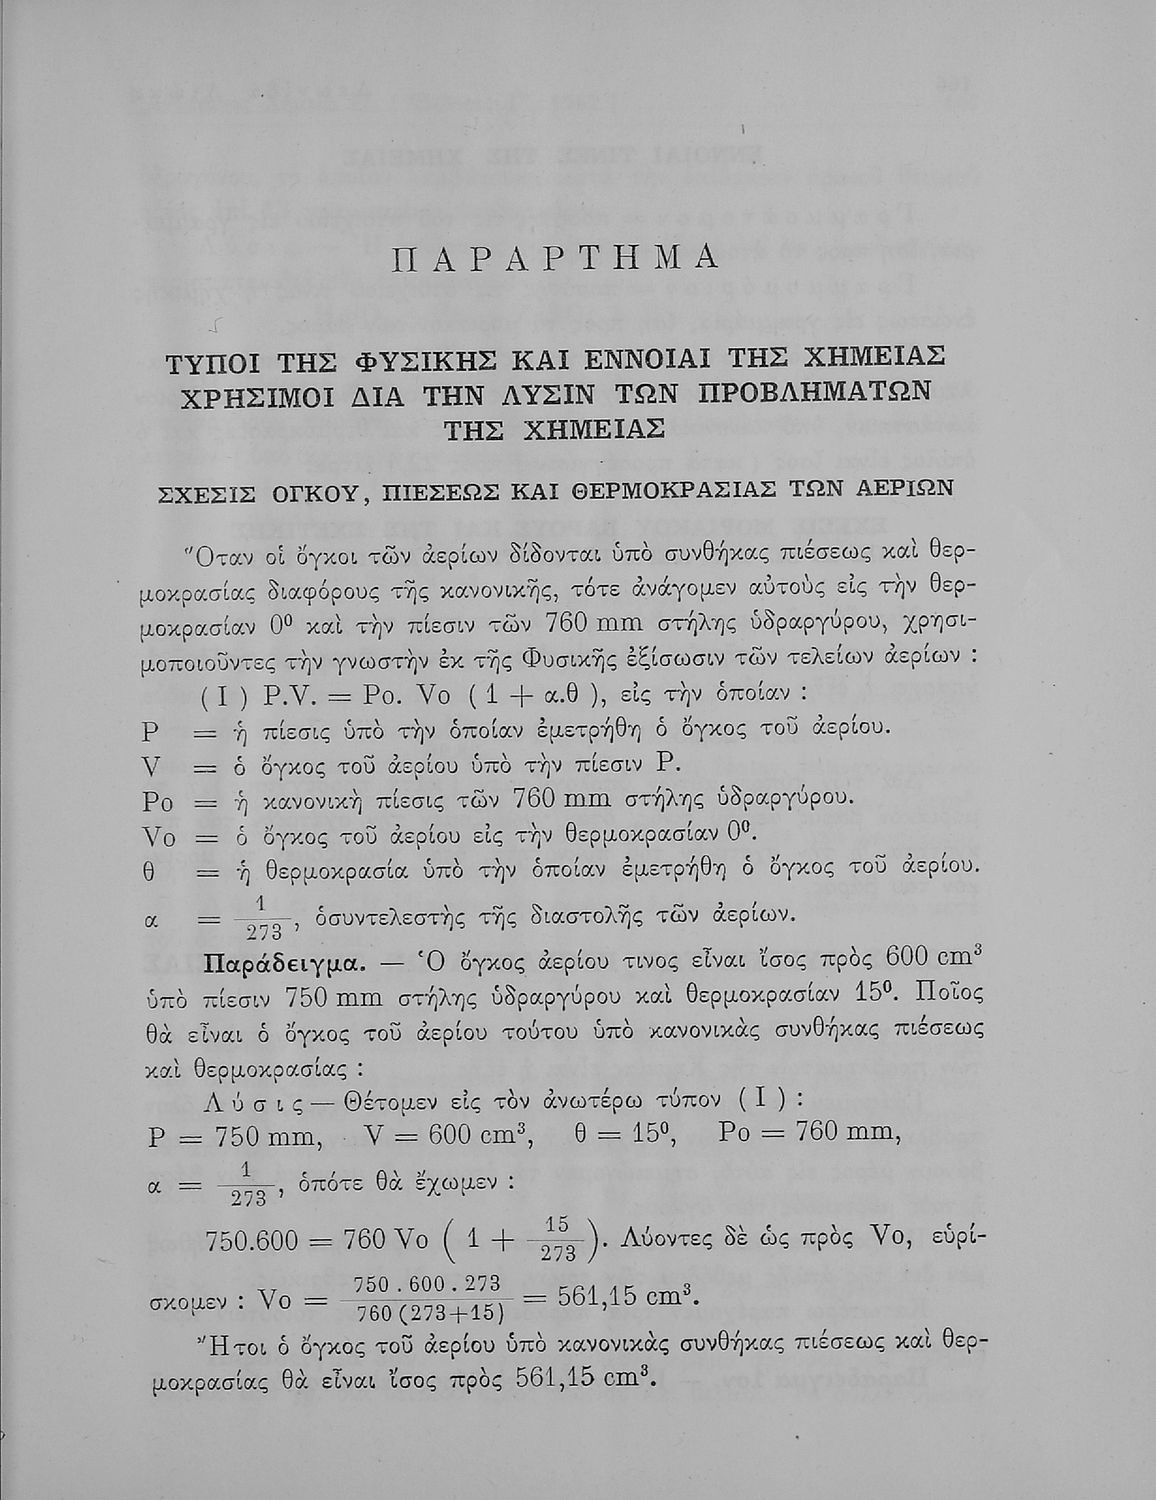 ΠΑΡΑΡΤΗΜΑ
ΤΥΠΟΙ ΤΗΣ ΦΥΣΙΚΗΣ ΚΑΙ ΕΝΝΟΙΑΙ ΤΗΣ ΧΗΜΕΙΑΣ
ΧΡΗΣΙΜΟΙ ΔΙΑ ΤΗΝ ΛΥΣΙΝ ΤΩΝ ΠΡΟΒΛΗΜΑΤΩΝ
ΤΗΣ ΧΗΜΕΙΑΣ
ΣΧΕΣΙΣ ΟΓΚΟΥ, ΠΙΕΣΕΩΣ ΚΑΙ ΘΕΡΜΟΚΡΑΣΙΑΣ ΤΩΝ ΑΕΡΙΩΝ
Ὅταν οἱ ὄγκοι τῶν ἀερίων δίδονται ὑπὸ συνθήκας πιέσεως καὶ θερ-
μοκρασίας διαφόρους τῆς κανονικῆς, τότε ἀνάγομεν αὐτοὺς εἰς τὴν θερ-
μοκρασίαν 0⁰ καὶ τὴν πίεσιν τῶν 760 mm στήλης ὑδραργύρου, χρησι-
μοποιοῦντες τὴν γνωστὴν ἐκ τῆς Φυσικῆς ἐξίσωσιν τῶν τελείων ἀερίων :
( I ) P.V. = Po. Vo ( 1 + α.θ ), εἰς τὴν ὁποίαν :
P = ἡ πίεσις ὑπὸ τὴν ὁποίαν ἐμετρήθη ὁ ὄγκος τοῦ ἀερίου.
V = ὁ ὄγκος τοῦ ἀερίου ὑπὸ τὴν πίεσιν P.
Po = ἡ κανονικὴ πίεσις τῶν 760 mm στήλης ὑδραργύρου.
Vo = ὁ ὄγκος τοῦ ἀερίου εἰς τὴν θερμοκρασίαν 0⁰.
θ = ἡ θερμοκρασία ὑπὸ τὴν ὁποίαν ἐμετρήθη ὁ ὄγκος τοῦ ἀερίου.
α = 1/273, ὁσυντελεστὴς τῆς διαστολῆς τῶν ἀερίων.
Παράδειγμα. — Ὁ ὄγκος ἀερίου τινος εἶναι ἴσος πρὸς 600 cm³
ὑπὸ πίεσιν 750 mm στήλης ὑδραργύρου καὶ θερμοκρασίαν 15⁰. Ποῖος
θὰ εἶναι ὁ ὄγκος τοῦ ἀερίου τούτου ὑπὸ κανονικὰς συνθήκας πιέσεως
καὶ θερμοκρασίας :
Λύσις — Θέτομεν εἰς τὸν ἀνωτέρω τύπον ( I ) :
P = 750 mm, V = 600 cm³, θ = 15⁰, Po = 760 mm,
α = 1/273, ὁπότε θὰ ἔχωμεν :
750.600 = 760 Vo ( 1 + 15/273 ). Λύοντες δὲ ὡς πρὸς Vo, εὑρί-
σκομεν : Vo = 750 . 600 . 273 / 760 (273+15) = 561,15 cm³.
Ἤτοι ὁ ὄγκος τοῦ ἀερίου ὑπὸ κανονικὰς συνθήκας πιέσεως καὶ θερ-
μοκρασίας θὰ εἶναι ἴσος πρὸς 561,15 cm³.